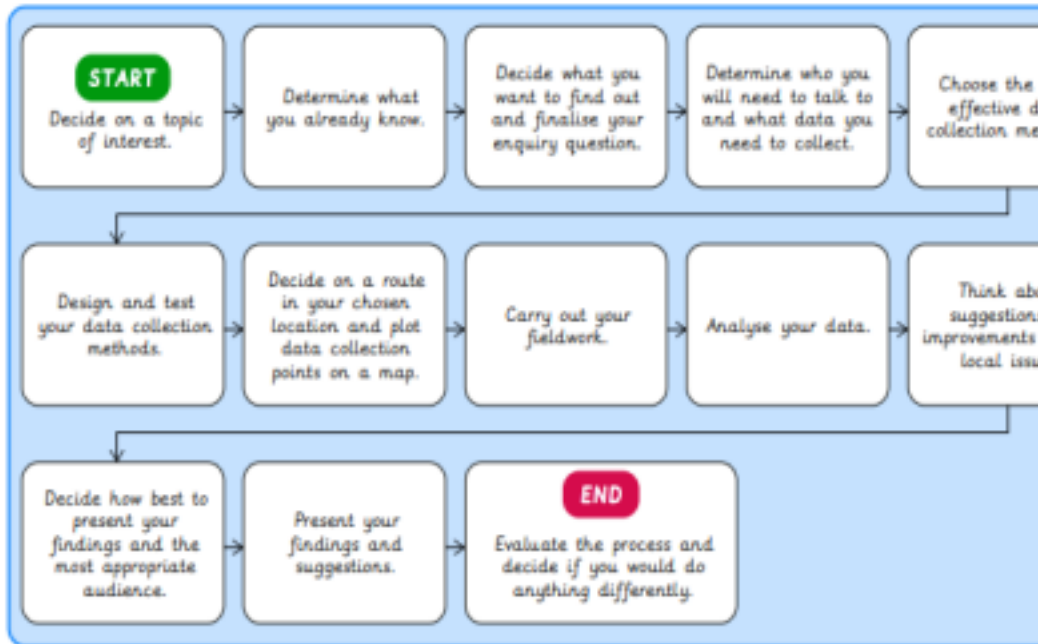 START
Decide on a topic
of interest.
Determine what
you already know.
Decide what you
want to find out
and finalise your
enquiry question.
Determine who you
will need to talk to
and what data you
need to collect.
Choose the
effective d
collection me
Design and test
your data collection
methods.
Decide on a route
in your chosen
location and plot
data collection
points on a map.
Carry out your
fieldwork.
Analyse your data.
Think abo
suggestion
improvements
local issu
Decide how best to
present your
findings and the
most appropriate
audience.
Present your
findings and
suggestions.
END
Evaluate the process and
decide if you would do
anything differently.